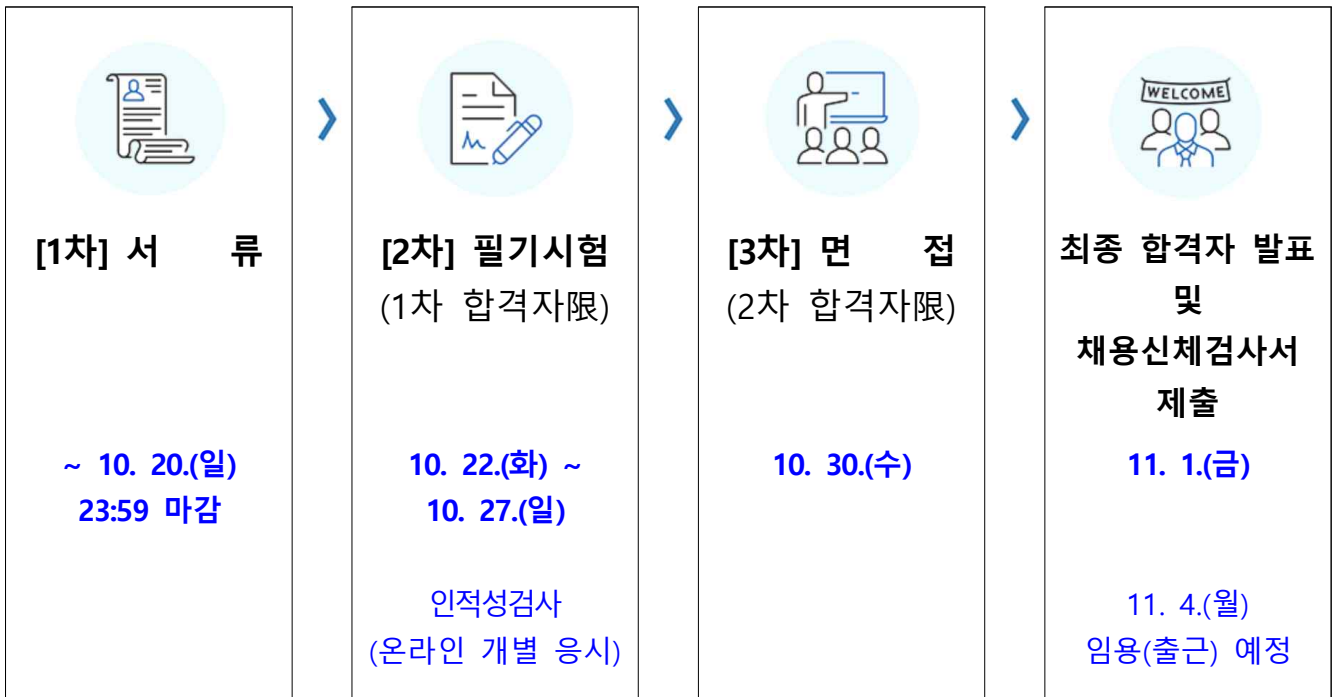 [1차] 서 류
~ 10. 20.(일)
23:59 마감
[2차] 필기시험
(1차 합격자限)
10. 22.(화) ~
10. 27.(일)
인적성검사
(온라인 개별 응시)
[3차] 면 접
(2차 합격자限)
10. 30.(수)
WELCOME
최종 합격자 발표
및
채용신체검사서
제출
11. 1.(금)
11. 4.(월)
임용(출근) 예정